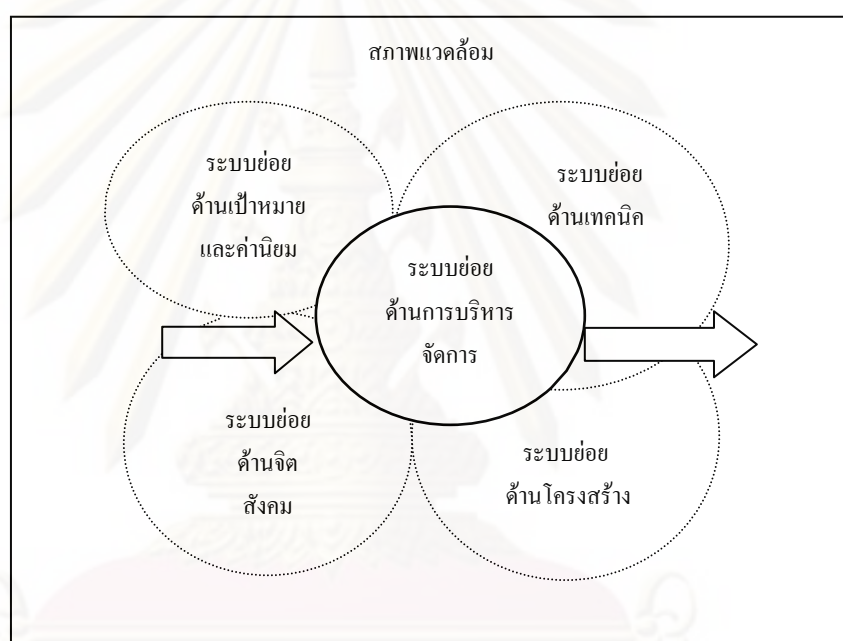 สภาพแวดล้อม
ระบบย่อย
ด้านเป้าหมาย
และค่านิยม
ระบบย่อย
ด้านเทคนิค
ระบบย่อย
ด้านการบริหาร
จัดการ
ระบบย่อย
ด้านจิต
สังคม
ระบบย่อย
ด้านโครงสร้าง